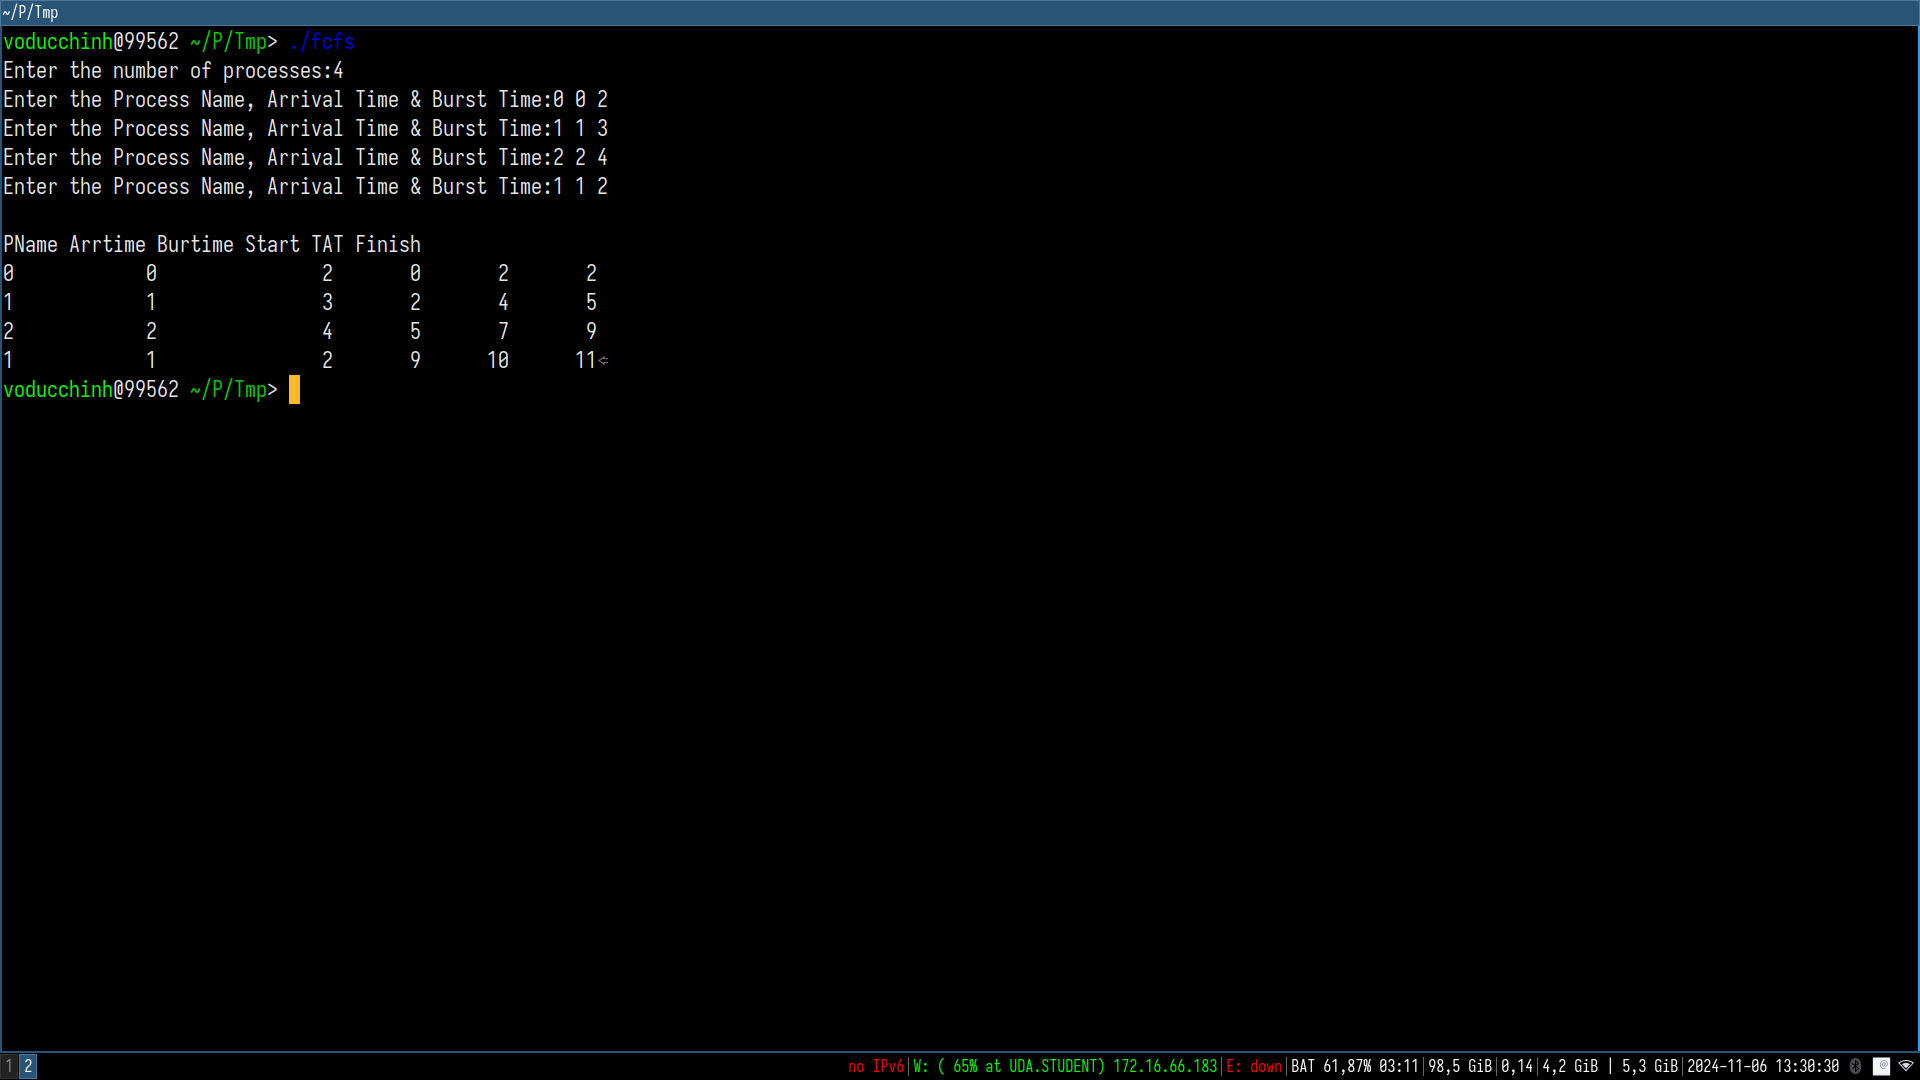 ~/P/Tmp
voducchinh@99562 ~/P/Tmp> ./fcfs
Enter the number of processes:4
Enter the Process Name, Arrival Time & Burst Time:0 0 2
Enter the Process Name, Arrival Time & Burst Time:1 1 3
Enter the Process Name, Arrival Time & Burst Time:2 2 4
Enter the Process Name, Arrival Time & Burst Time:1 1 2
PName Arrtime Burtime Start TAT Finish
0 0 2 0 2 2
1 1 3 2 4 5
2 2 4 5 7 9
1 1 2 9 10 11⏎
voducchinh@99562 ~/P/Tmp>
1 2 no IPv6|W: ( 65% at UDA.STUDENT) 172.16.66.183|E: down|BAT 61,87% 03:11|98,5 GiB|0,14|4,2 GiB | 5,3 GiB|2024-11-06 13:30:30